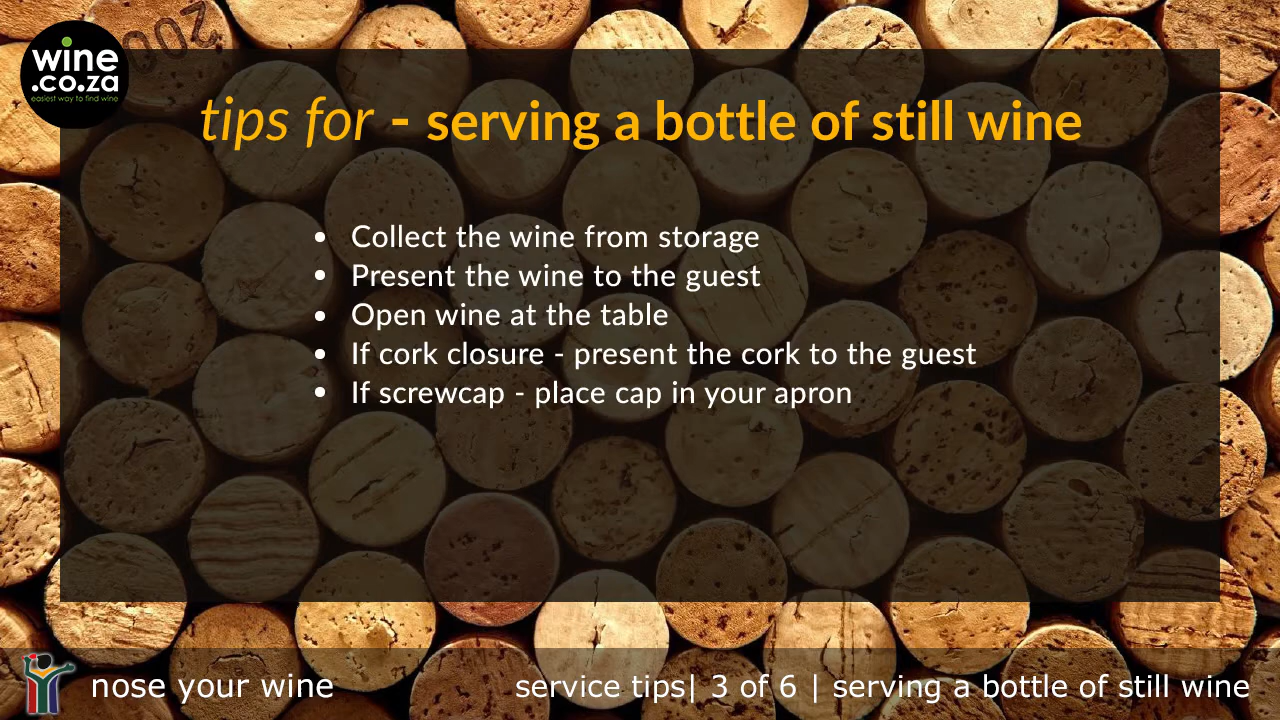 2002
wine
.co.za
easiest way to find wine
tips for - serving a bottle of still wine
• Collect the wine from storage
• Present the wine to the guest
• Open wine at the table
• If cork closure - present the cork to the guest
• If screwcap - place cap in your apron
nose your wine
service tips| 3 of 6 | serving a bottle of still wine